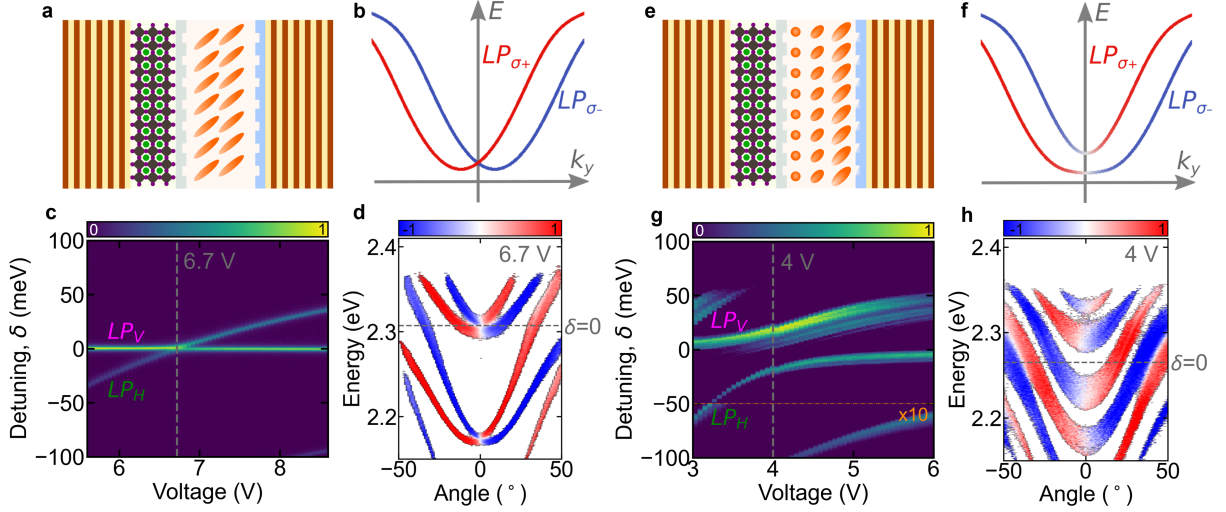 a
b
E
LPσ+
LPσ-
ky
e
f
E
LPσ+
LPσ-
ky
c
0
1
100
50
0
−50
−100
Detuning, δ (meV)
6.7 V
LPV
LPH
6
7
8
Voltage (V)
d
-1
1
6.7 V
2.4
2.3
2.2
Energy (eV)
δ=0
−50
0
50
Angle (°)
g
0
1
100
50
0
−50
−100
Detuning, δ (meV)
4 V
LPV
LPH
x10
3
4
5
6
Voltage (V)
h
-1
1
4 V
2.4
2.3
2.2
Energy (eV)
δ=0
−50
0
50
Angle (°)